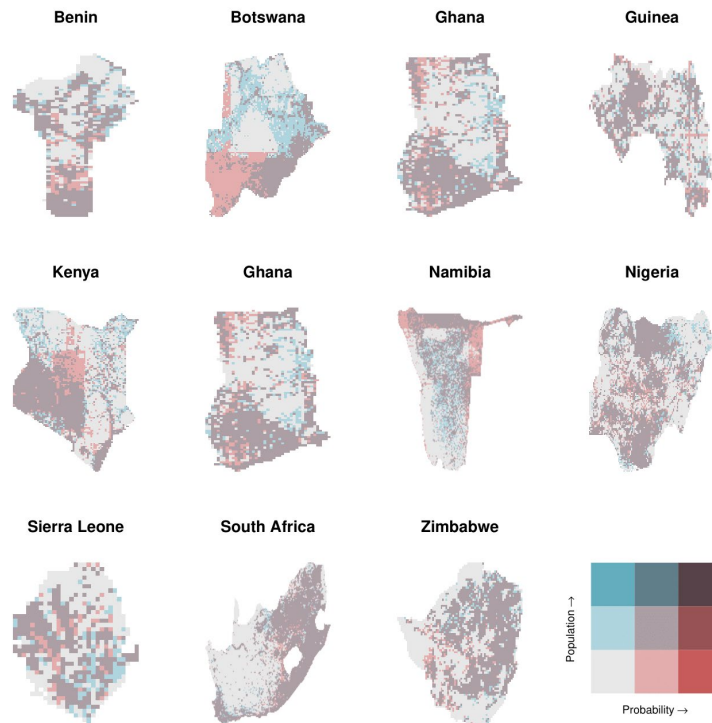 Benin
Botswana
Ghana
Guinea
Kenya
Ghana
Namibia
Nigeria
Sierra Leone
South Africa
Zimbabwe
Population →
Probability →